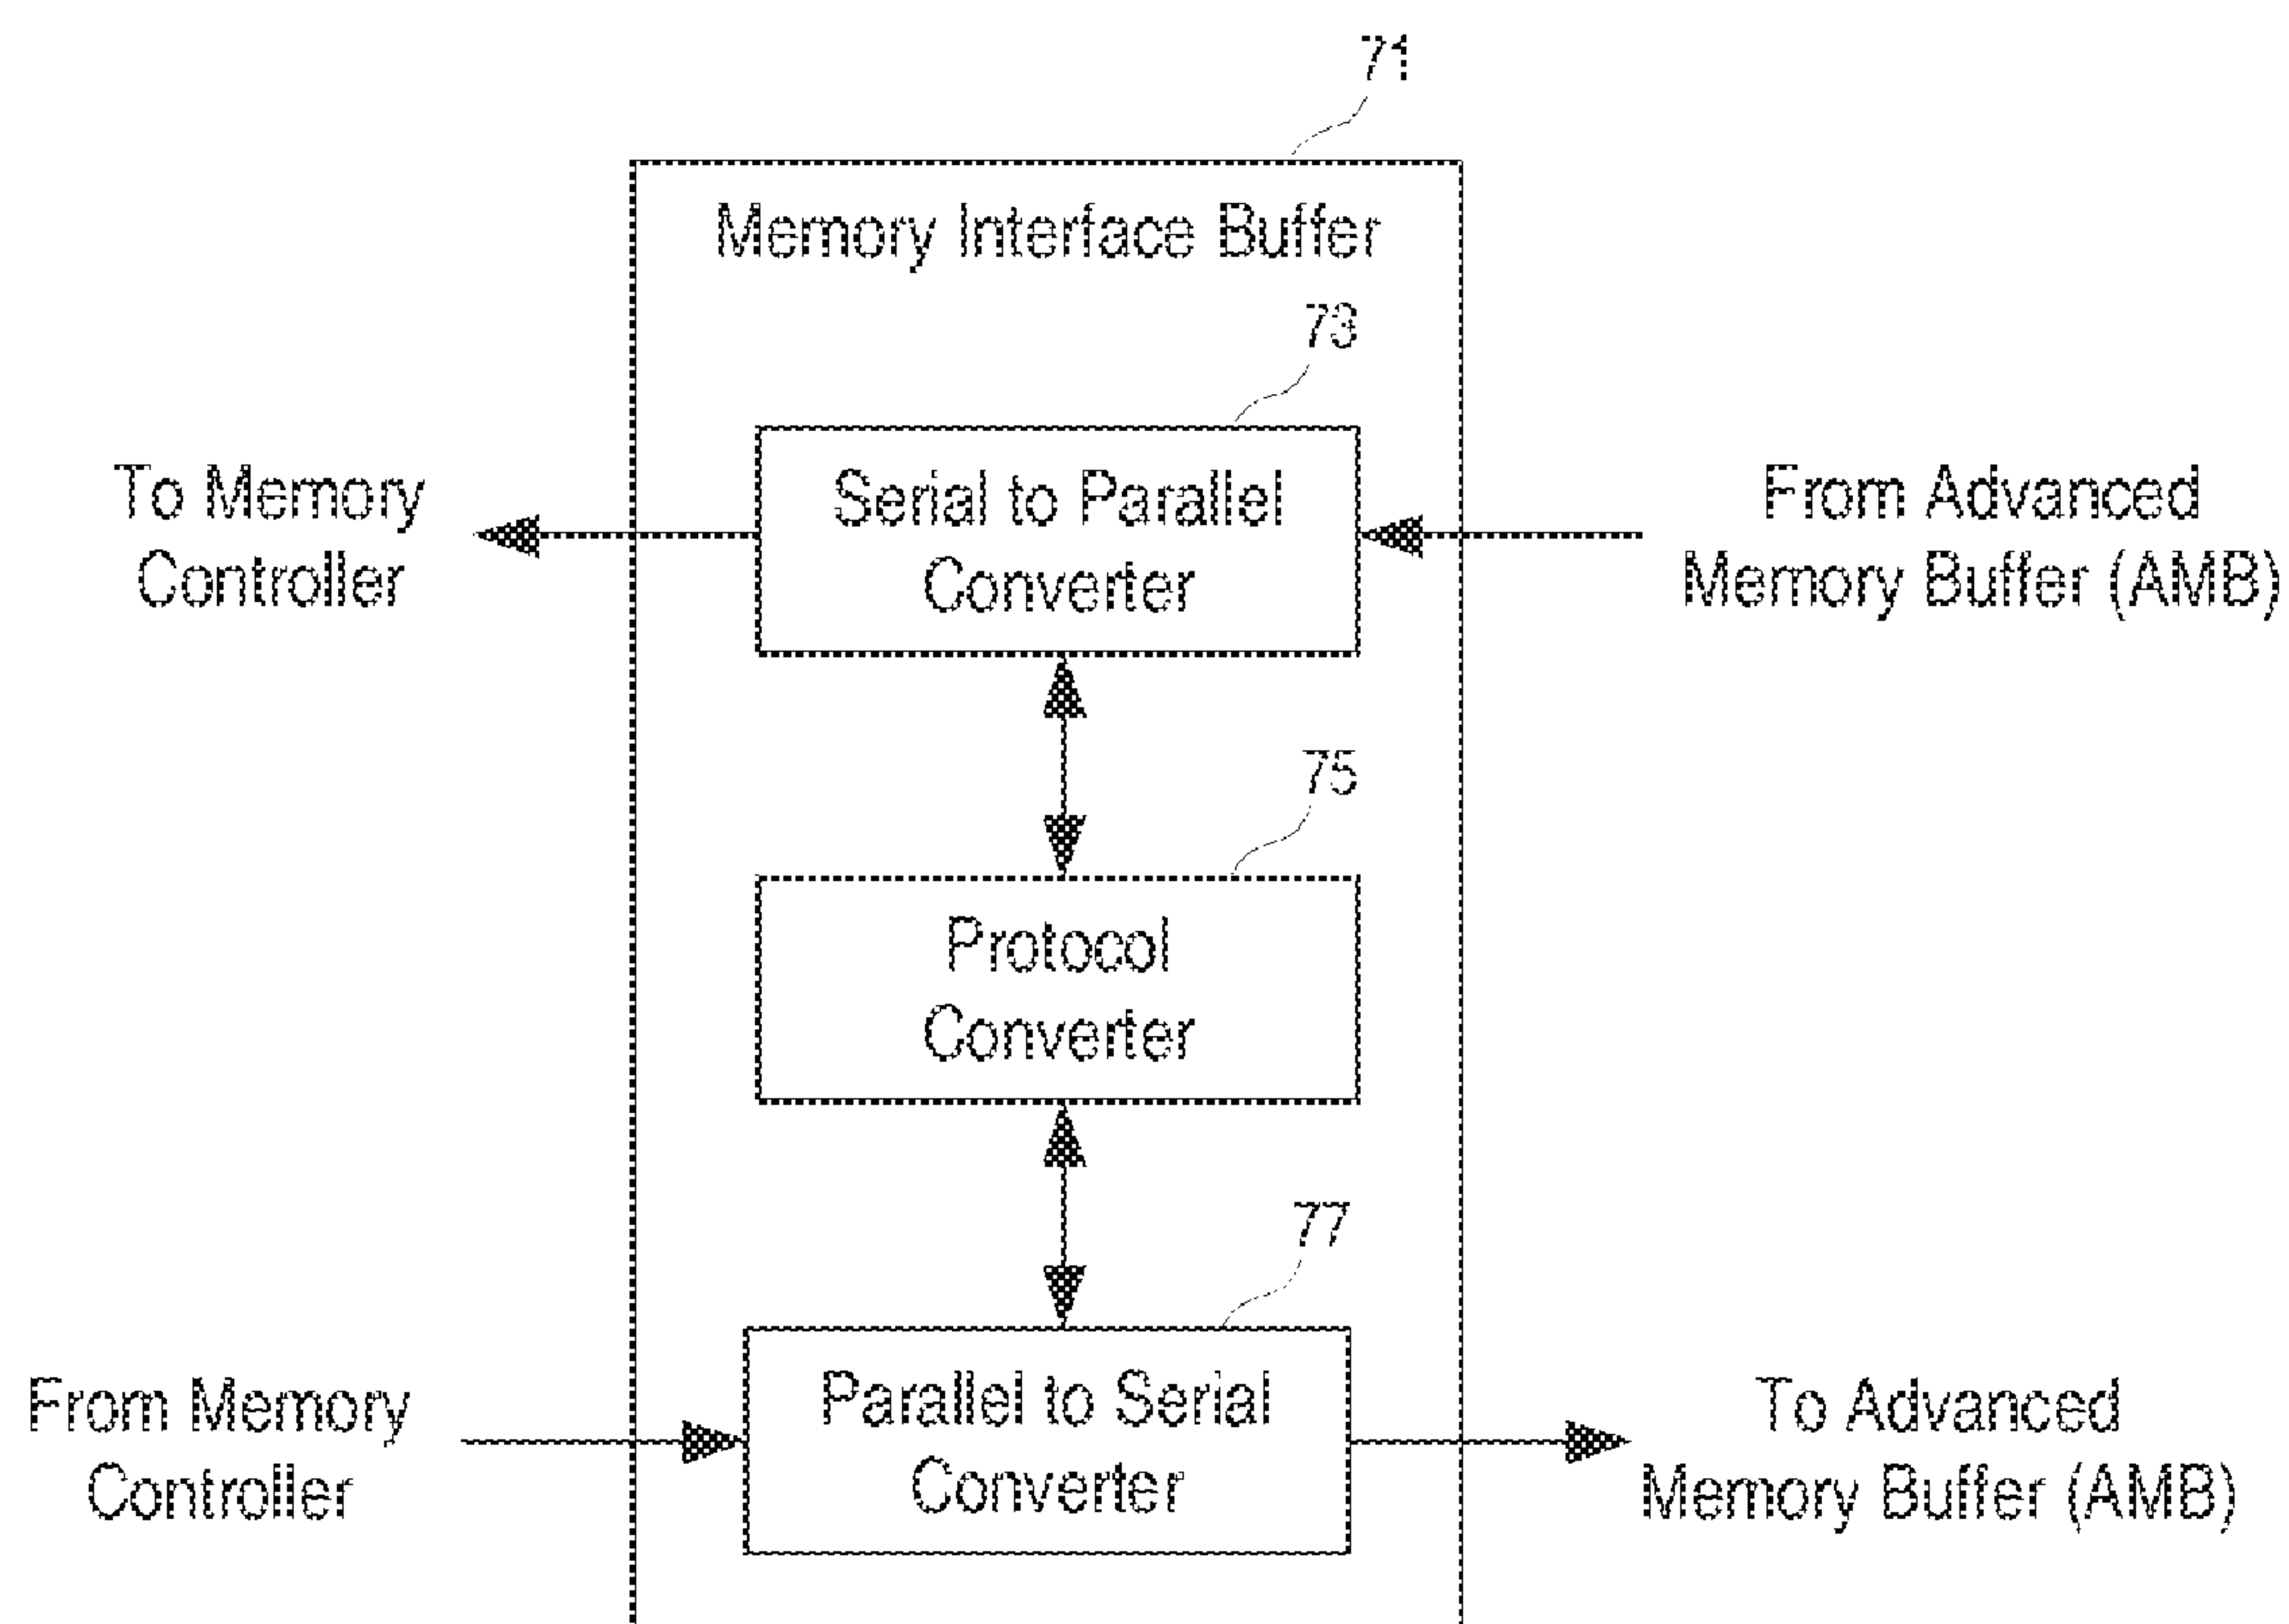 71
Memory Interface Buffer
73
To Memory
Controller
Serial to Parallel
Converter
From Advanced
Memory Buffer (AMB)
75
Protocol
Converter
77
From Memory
Controller
Parallel to Serial
Converter
To Advanced
Memory Buffer (AMB)